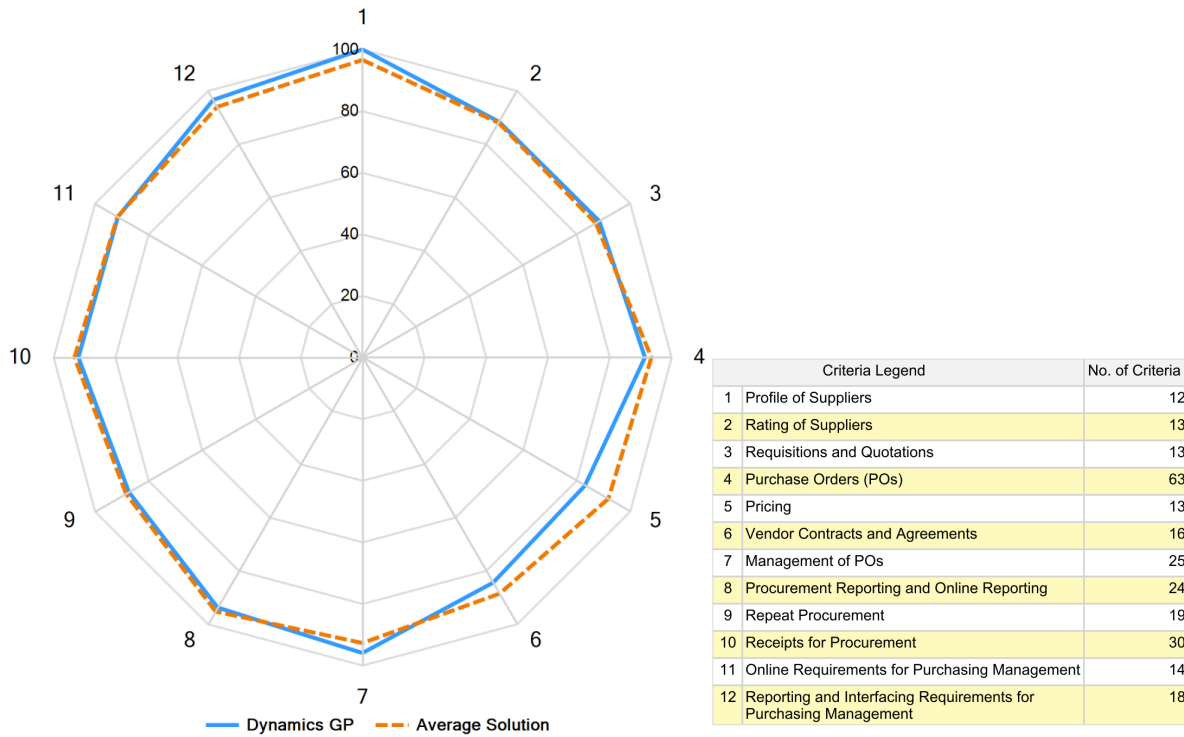 1
100
12
2
80
60
11
3
40
20
0
10
4
9
5
8
6
7
Dynamics GP
Average Solution
Criteria Legend No. of Criteria
1 Profile of Suppliers 12
2 Rating of Suppliers 13
3 Requisitions and Quotations 13
4 Purchase Orders (POs) 63
5 Pricing 13
6 Vendor Contracts and Agreements 16
7 Management of POs 25
8 Procurement Reporting and Online Reporting 24
9 Repeat Procurement 19
10 Receipts for Procurement 30
11 Online Requirements for Purchasing Management 14
12 Reporting and Interfacing Requirements for 18
Purchasing Management